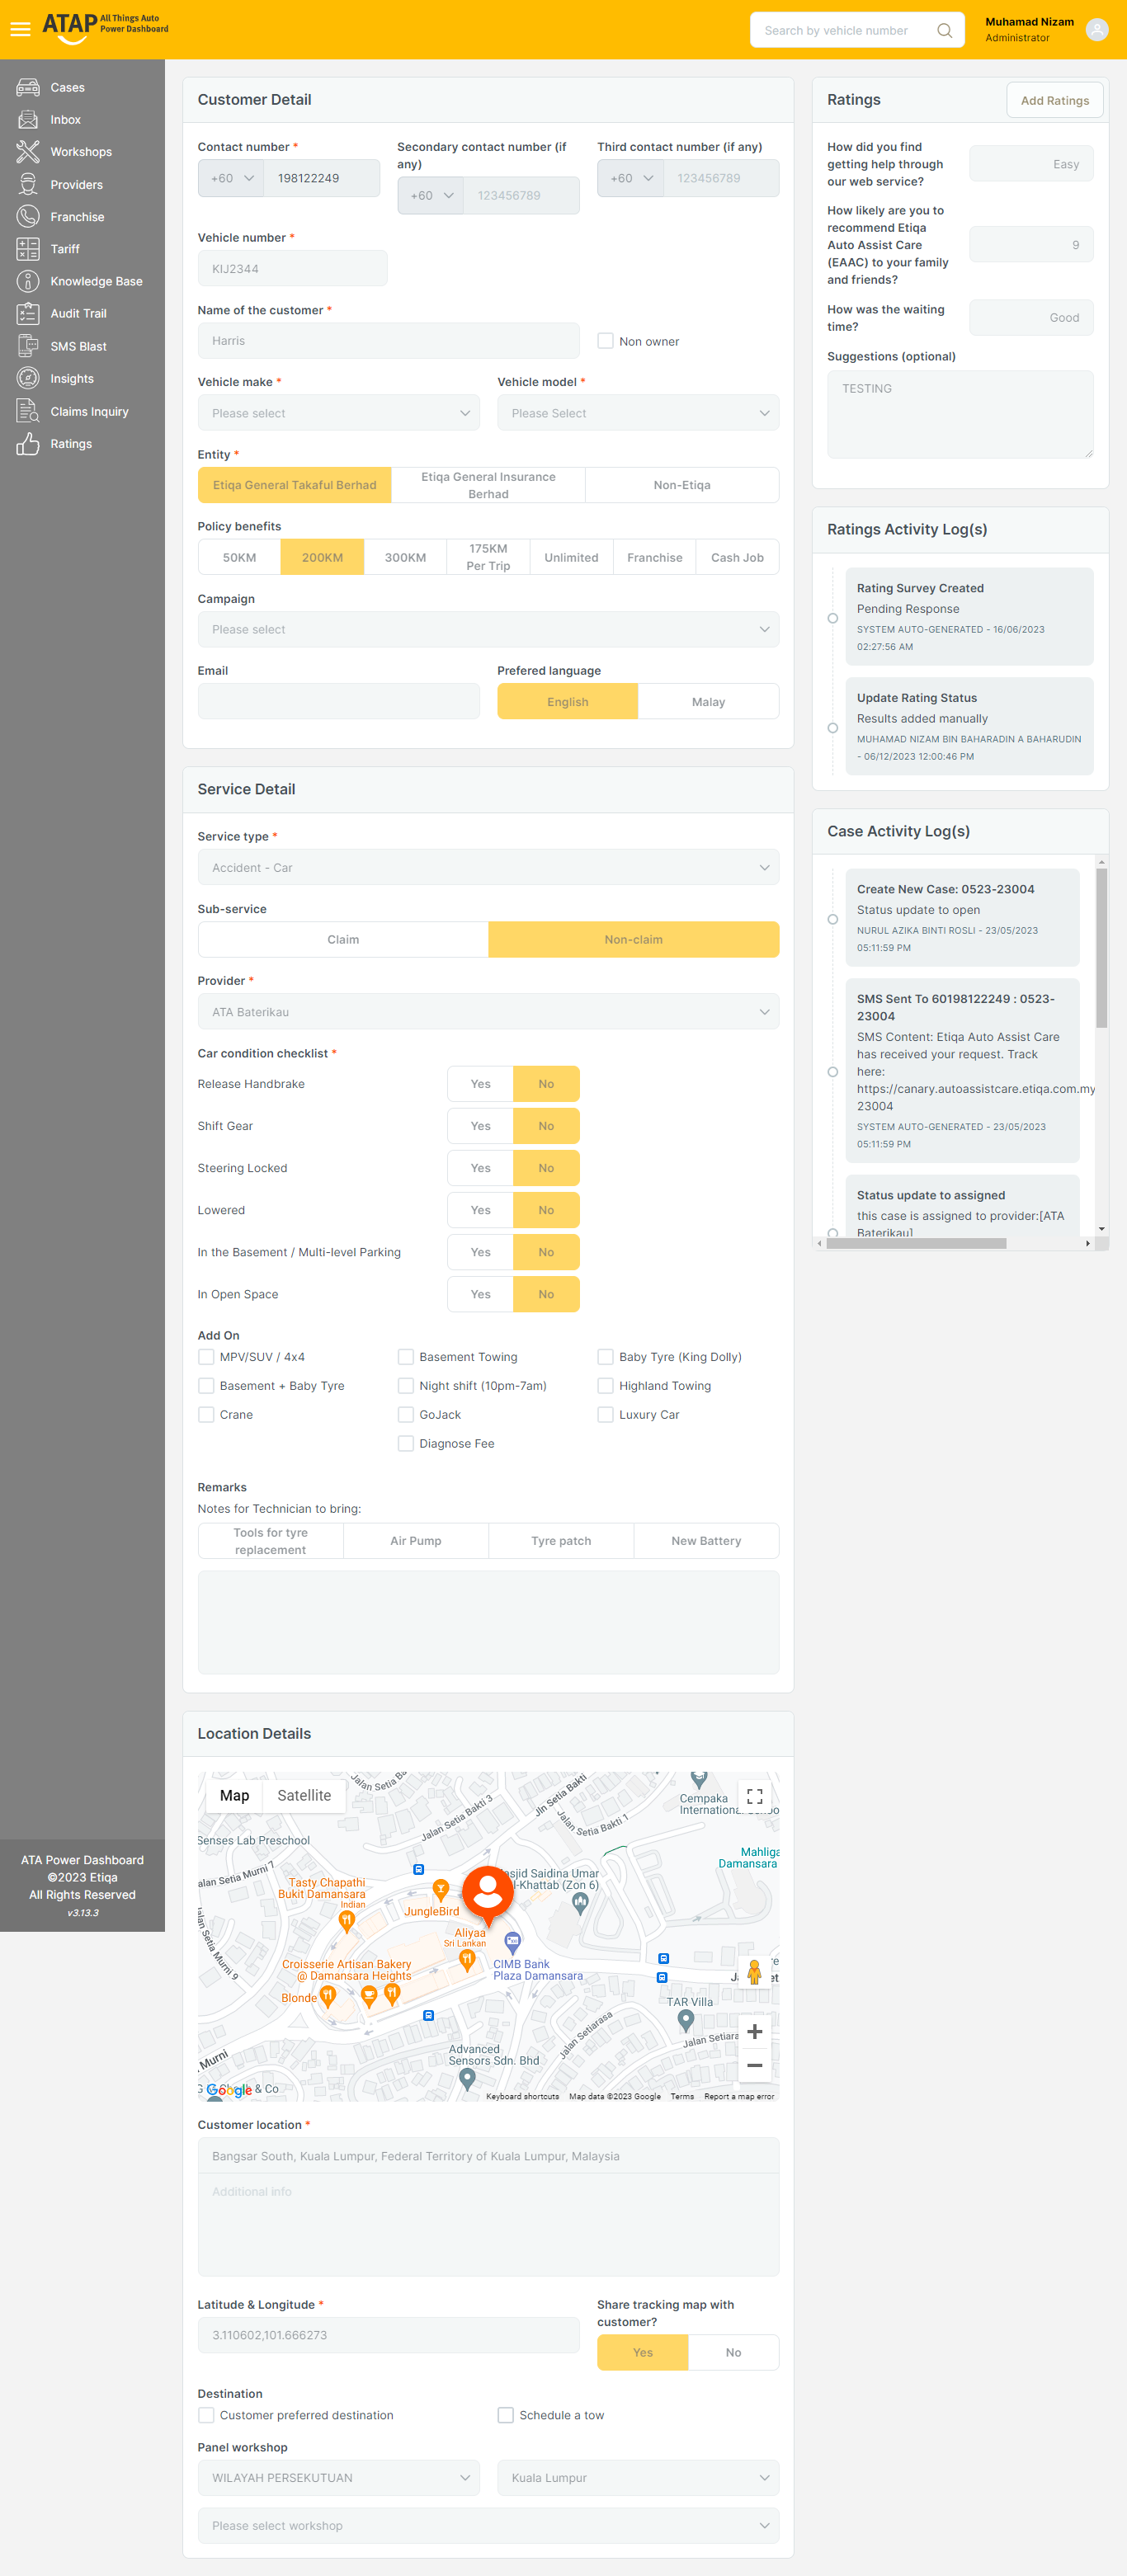 ATAP All Things Auto
Power Dashboard
Search by vehicle number
Muhamad Nizam
Administrator
Cases
Inbox
Workshops
Providers
Franchise
Tariff
Knowledge Base
Audit Trail
SMS Blast
Insights
Claims Inquiry
Ratings
ATA Power Dashboard
©2023 Etiqa
All Rights Reserved
v3.13.3
Customer Detail
Contact number *
+60 198122249
Secondary contact number (if
any)
+60 123456789
Third contact number (if any)
+60 123456789
Vehicle number *
KIJ2344
Name of the customer *
Harris
Non owner
Vehicle make *
Please select
Vehicle model *
Please Select
Entity *
Etiqa General Takaful Berhad
Etiqa General Insurance
Berhad
Non-Etiqa
Policy benefits
50KM
200KM
300KM
175KM
Per Trip
Unlimited
Franchise
Cash Job
Campaign
Please select
Email
Prefered language
English
Malay
Service Detail
Service type *
Accident - Car
Sub-service
Claim
Non-claim
Provider *
ATA Baterikau
Car condition checklist *
Release Handbrake Yes No
Shift Gear Yes No
Steering Locked Yes No
Lowered Yes No
In the Basement / Multi-level Parking Yes No
In Open Space Yes No
Add On
MPV/SUV / 4x4
Basement Towing
Baby Tyre (King Dolly)
Basement + Baby Tyre
Night shift (10pm-7am)
Highland Towing
Crane
GoJack
Luxury Car
Diagnose Fee
Remarks
Notes for Technician to bring:
Tools for tyre
replacement
Air Pump
Tyre patch
New Battery
Location Details
Map
Satellite
Jalan Setia Ba
Jalan Setia Bakti 3
Jln Setia Bakti
Jalan Setia Bakti 1
Cempaka
International
Senses Lab Preschool
Mahliga
Damansara
alan Setia Murni 7
Tasty Chapathi
Bukit Damansara
Indian
JungleBird
asjid Saidina Umar
l-Khattab (Zon 6)
Aliyaa
Sri Lankan
CIMB Bank
Plaza Damansara
Croisserie Artisan Bakery
@ Damansara Heights
Blonde
lan Setia Murni 9
TAR Villa
Jalan Setiarasa
Jalan Setiara
Advanced
Sensors Sdn. Bhd
Murni
& Co
Google
Keyboard shortcuts
Map data ©2023 Google
Terms
Report a map error
Customer location *
Bangsar South, Kuala Lumpur, Federal Territory of Kuala Lumpur, Malaysia
Additional info
Latitude & Longitude *
3.110602,101.666273
Share tracking map with
customer?
Yes
No
Destination
Customer preferred destination
Schedule a tow
Panel workshop
WILAYAH PERSEKUTUAN
Kuala Lumpur
Please select workshop
Ratings
Add Ratings
How did you find
getting help through
our web service?
Easy
How likely are you to
recommend Etiqa
Auto Assist Care
(EAAC) to your family
and friends?
9
How was the waiting
time?
Good
Suggestions (optional)
TESTING
Ratings Activity Log(s)
Rating Survey Created
Pending Response
SYSTEM AUTO-GENERATED - 16/06/2023
02:27:56 AM
Update Rating Status
Results added manually
MUHAMAD NIZAM BIN BAHARADIN A BAHARUDIN
- 06/12/2023 12:00:46 PM
Case Activity Log(s)
Create New Case: 0523-23004
Status update to open
NURUL AZIKA BINTI ROSLI - 23/05/2023
05:11:59 PM
SMS Sent To 60198122249 : 0523-
23004
SMS Content: Etiqa Auto Assist Care
has received your request. Track
here:
https://canary.autoassistcare.etiqa.com.my
23004
SYSTEM AUTO-GENERATED - 23/05/2023
05:11:59 PM
Status update to assigned
this case is assigned to provider:[ATA
Baterikau]